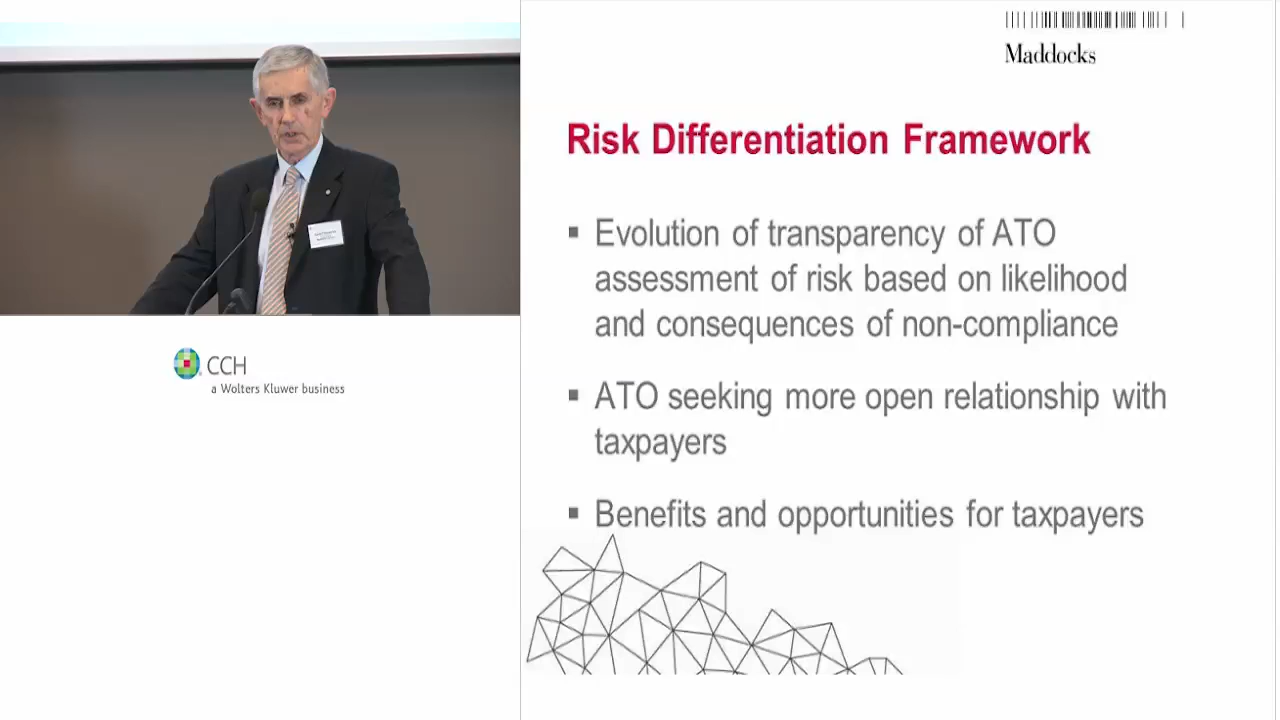 Maddocks
Risk Differentiation Framework
▪ Evolution of transparency of ATO
assessment of risk based on likelihood
and consequences of non-compliance
▪ ATO seeking more open relationship with
taxpayers
▪ Benefits and opportunities for taxpayers
CCH
a Wolters Kluwer business